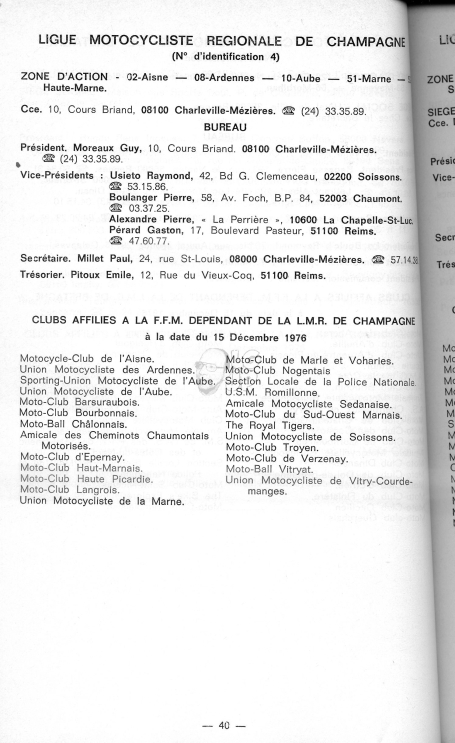 LIGUE MOTOCYCLISTE REGIONALE DE CHAMPAGNE
(N° d'identification 4)
ZONE D'ACTION - 02-Aisne — 08-Ardennes — 10-Aube — 51-Marne —
Haute-Marne.
Cce. 10, Cours Briand, 08100 Charleville-Mézières. ☎ (24) 33.35.89.
BUREAU
Président. Moreaux Guy, 10, Cours Briand. 08100 Charleville-Mézières.
☎ (24) 33.35.89.
Vice-Présidents : Usieto Raymond, 42, Bd G. Clemenceau, 02200 Soissons.
☎ 53.15.86.
Boulanger Pierre, 58, Av. Foch, B.P. 84, 52003 Chaumont.
☎ 03.37.25.
Alexandre Pierre, « La Perrière », 10600 La Chapelle-St-Luc.
Pérard Gaston, 17, Boulevard Pasteur, 51100 Reims.
☎ 47.60.77.
Secrétaire. Millet Paul, 24, rue St-Louis, 08000 Charleville-Mézières. ☎ 57.14.
Trésorier. Pitoux Emile, 12, Rue du Vieux-Coq, 51100 Reims.
CLUBS AFFILIES A LA F.F.M. DEPENDANT DE LA L.M.R. DE CHAMPAGNE
à la date du 15 Décembre 1976
Motocycle-Club de l'Aisne.
Union Motocycliste des Ardennes.
Sporting-Union Motocycliste de l'Aube.
Union Motocycliste de l'Aube.
Moto-Club Barsuraubois.
Moto-Club Bourbonnais.
Moto-Ball Châlonnais.
Amicale des Cheminots Chaumontais
Motorisés.
Moto-Club d'Epernay.
Moto-Club Haut-Marnais.
Moto-Club Haute Picardie.
Moto-Club Langrois.
Union Motocycliste de la Marne.
Moto-Club de Marle et Voharies.
Moto-Club Nogentais
Section Locale de la Police Nationale
U.S.M. Romillonne.
Amicale Motocycliste Sedanaise.
Moto-Club du Sud-Ouest Marnais.
The Royal Tigers.
Union Motocycliste de Soissons.
Moto-Club Troyen.
Moto-Club de Verzenay.
Moto-Ball Vitryat.
Union Motocycliste de Vitry-Courde-
manges.
— 40 —
LIG
ZONE
SIEGE
Cce.
Présid
Vice-
Secr
Trés